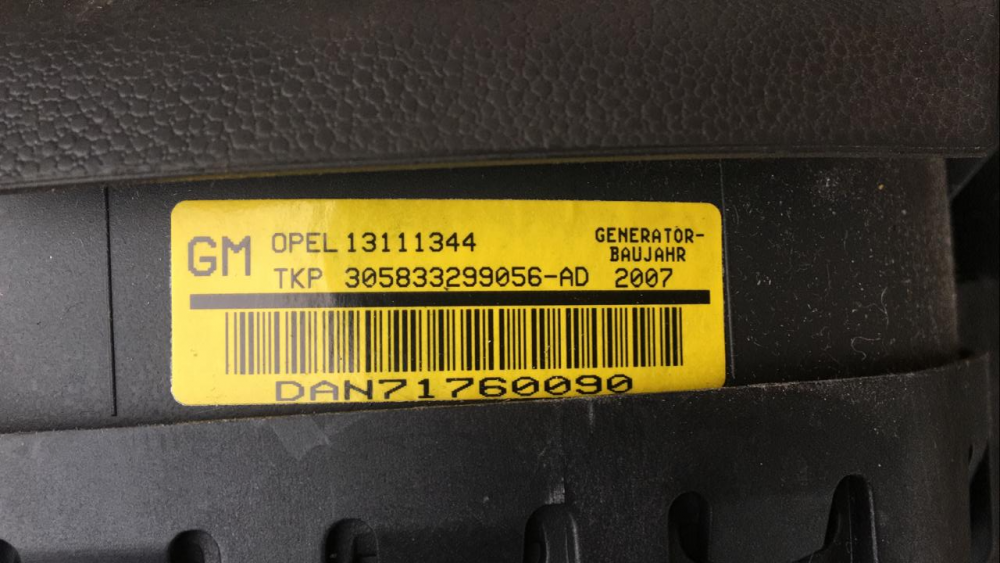 GM
OPEL 13111344
TKP 305833299056-AD
GENERATOR-
BAUJAHR
2007
DAN71760090